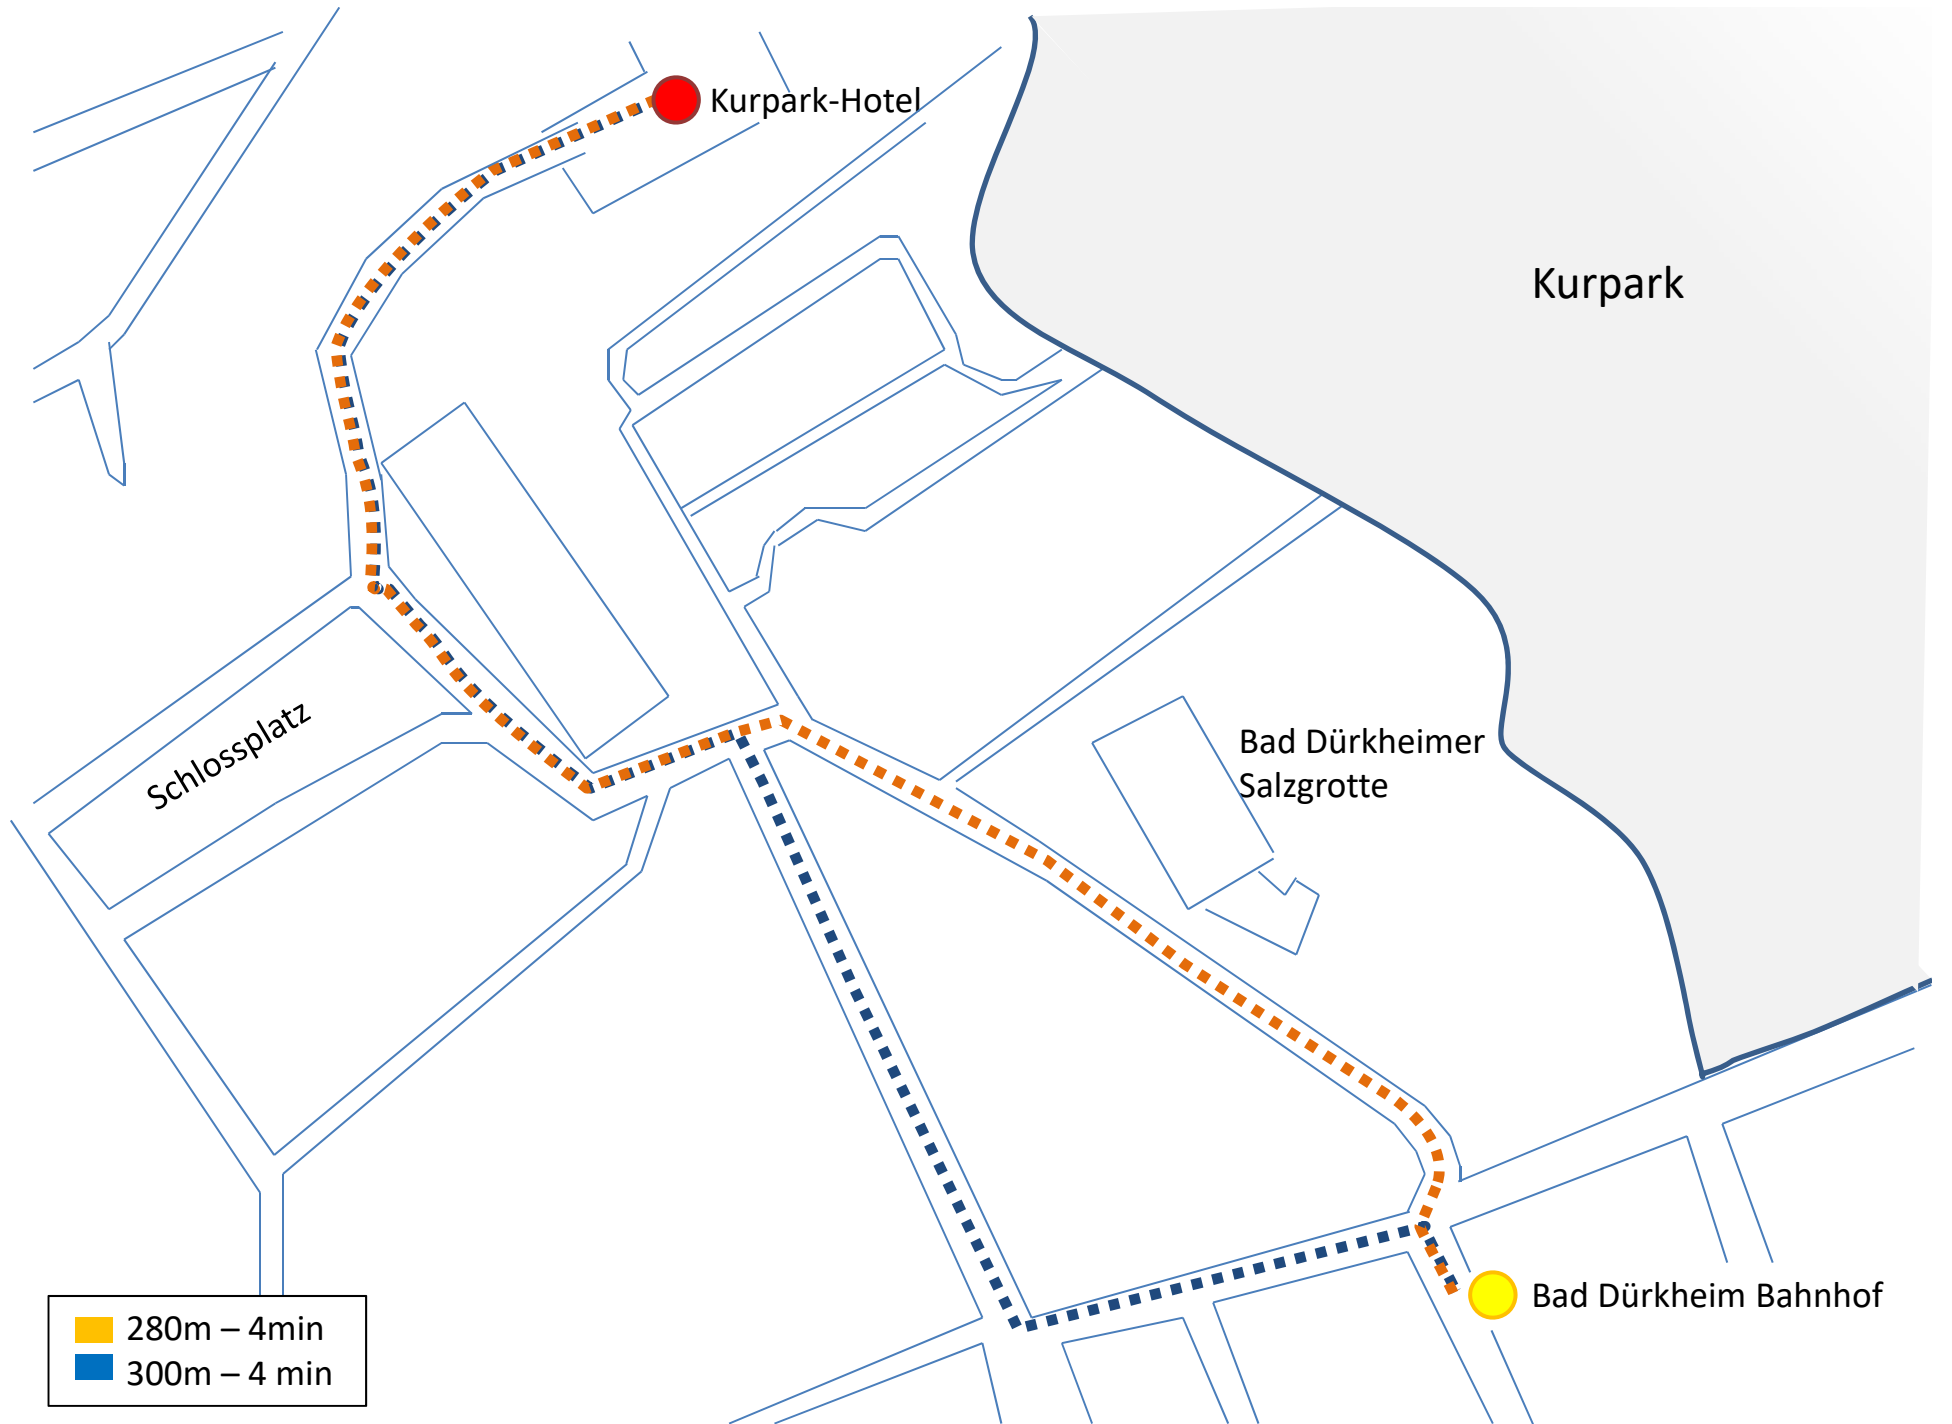 Kurpark-Hotel
Kurpark
Schlossplatz
Bad Dürkheimer
Salzgrotte
Bad Dürkheim Bahnhof
280m – 4min
300m – 4 min